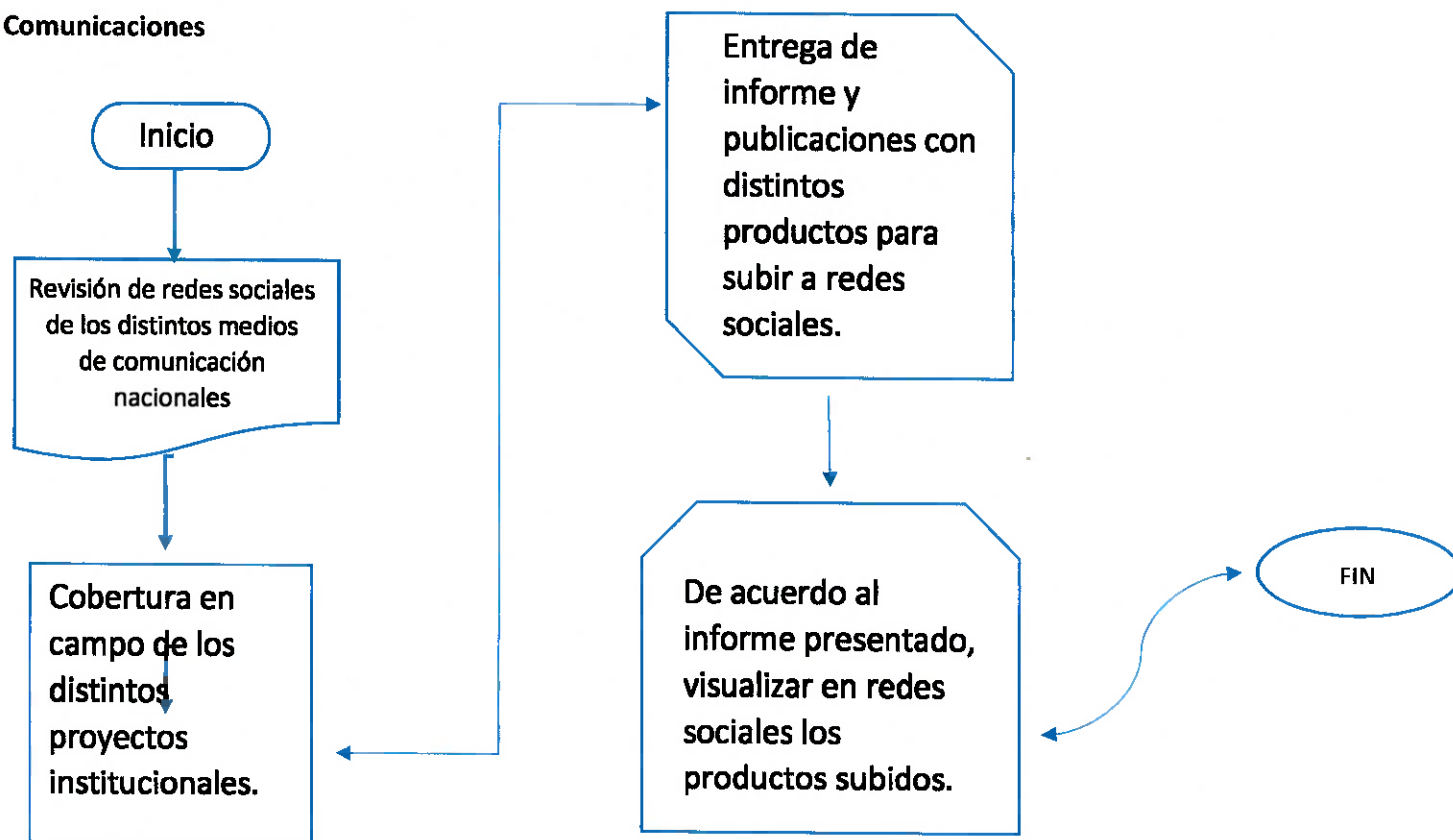 Comunicaciones
Inicio
Revisión de redes sociales
de los distintos medios
de comunicación
nacionales
Cobertura en
campo de los
distintos
proyectos
institucionales.
Entrega de
informe y
publicaciones con
distintos
productos para
subir a redes
sociales.
De acuerdo al
informe presentado,
visualizar en redes
sociales los
productos subidos.
FIN